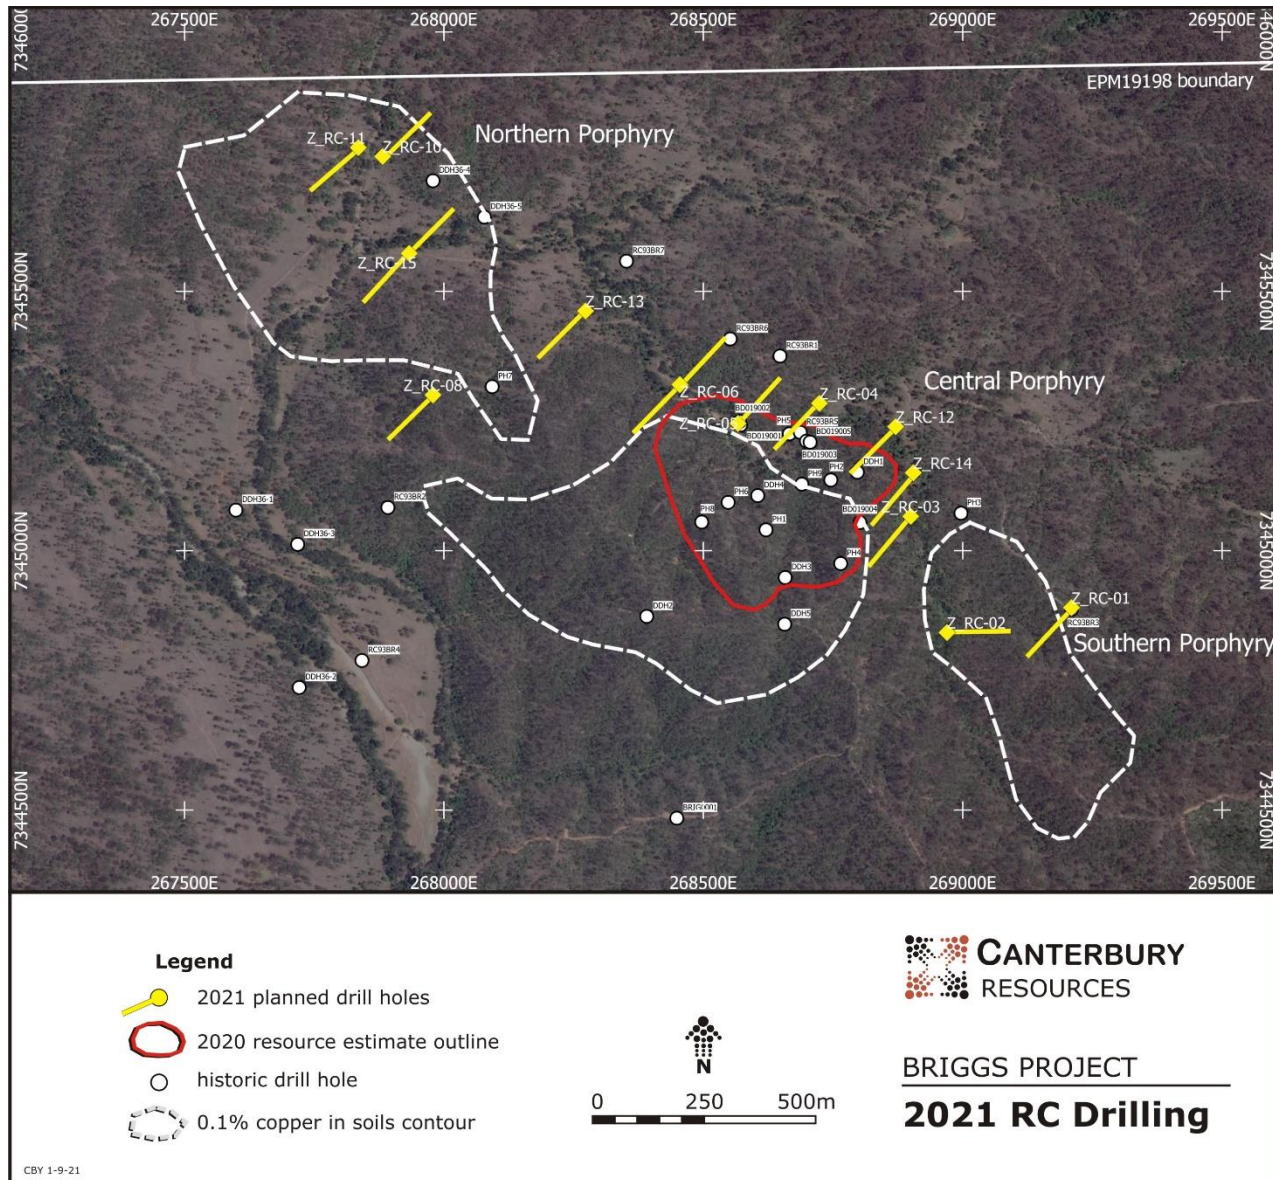 267500E
268000E
268500E
269000E
269500E
7346000N
7346000N
EPM19198 boundary
Northern Porphyry
Z_RC-11
Z_RC-10
DDH36-4
DDH36-5
Z_RC-15
RC93BR7
7345500N
7345500N
Z_RC-13
RC93BR6
RC93BR1
Central Porphyry
PH7
Z_RC-08
Z_RC-06
BD019002
Z_RC-04
Z_RC-05
PH5
RC93BR5
Z_RC-12
BD019001
BD019005
BD019003
DDH1
Z_RC-14
PH9
PH2
DDH4
PH6
DDH36-1
RC93BR2
BD019004
Z_RC-03
PH3
PH8
PH1
DDH36-3
7345000N
7345000N
PH4
DDH3
DDH2
DDH5
Z_RC-01
Z_RC-02
RC93BR3
Southern Porphyry
RC93BR4
DDH36-2
7344500N
7344500N
BRIG0001
267500E
268000E
268500E
269000E
269500E
Legend
2021 planned drill holes
2020 resource estimate outline
historic drill hole
0.1% copper in soils contour
N
0 250 500m
CANTERBURY
RESOURCES
BRIGGS PROJECT
2021 RC Drilling
CBY 1-9-21